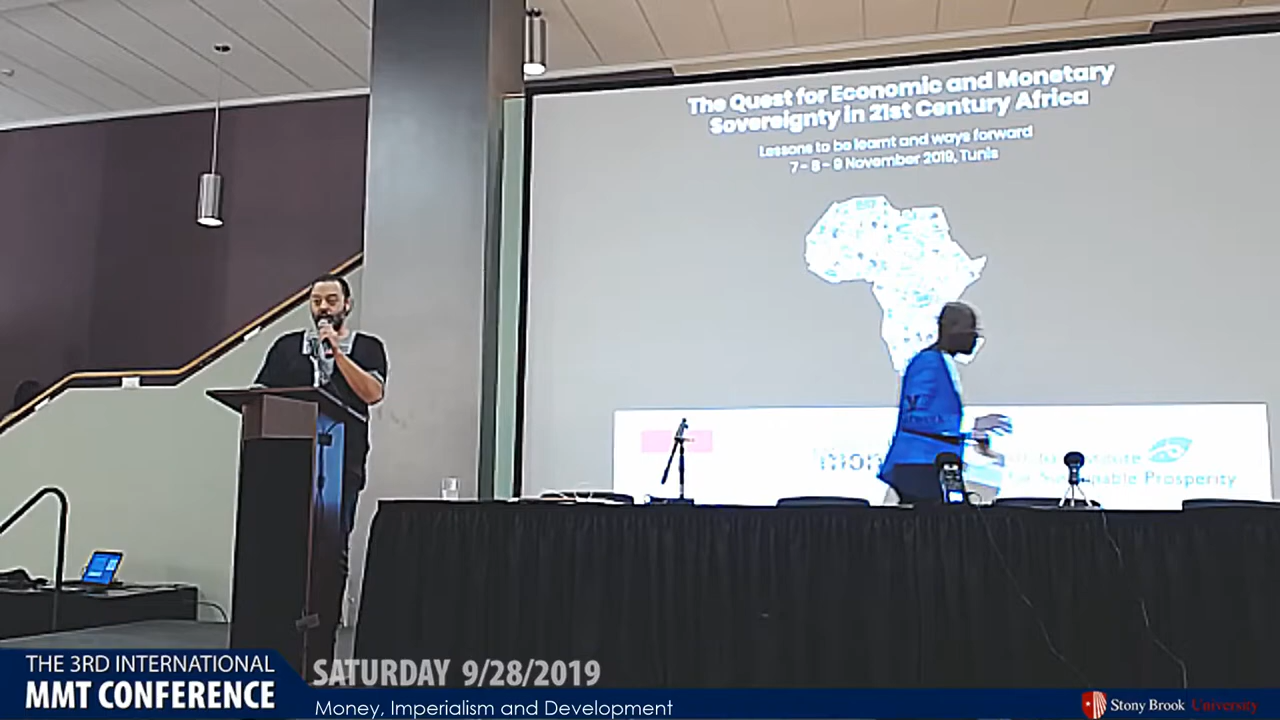 The Quest for Economic and Monetary
Sovereignty in 21st Century Africa
Lessons to be learnt and ways forward
7 - 8 - 9 November 2019, Tunis
Prosperity
THE 3RD INTERNATIONAL
MMT CONFERENCE
SATURDAY 9/28/2019
Money, Imperialism and Development
Stony Brook University